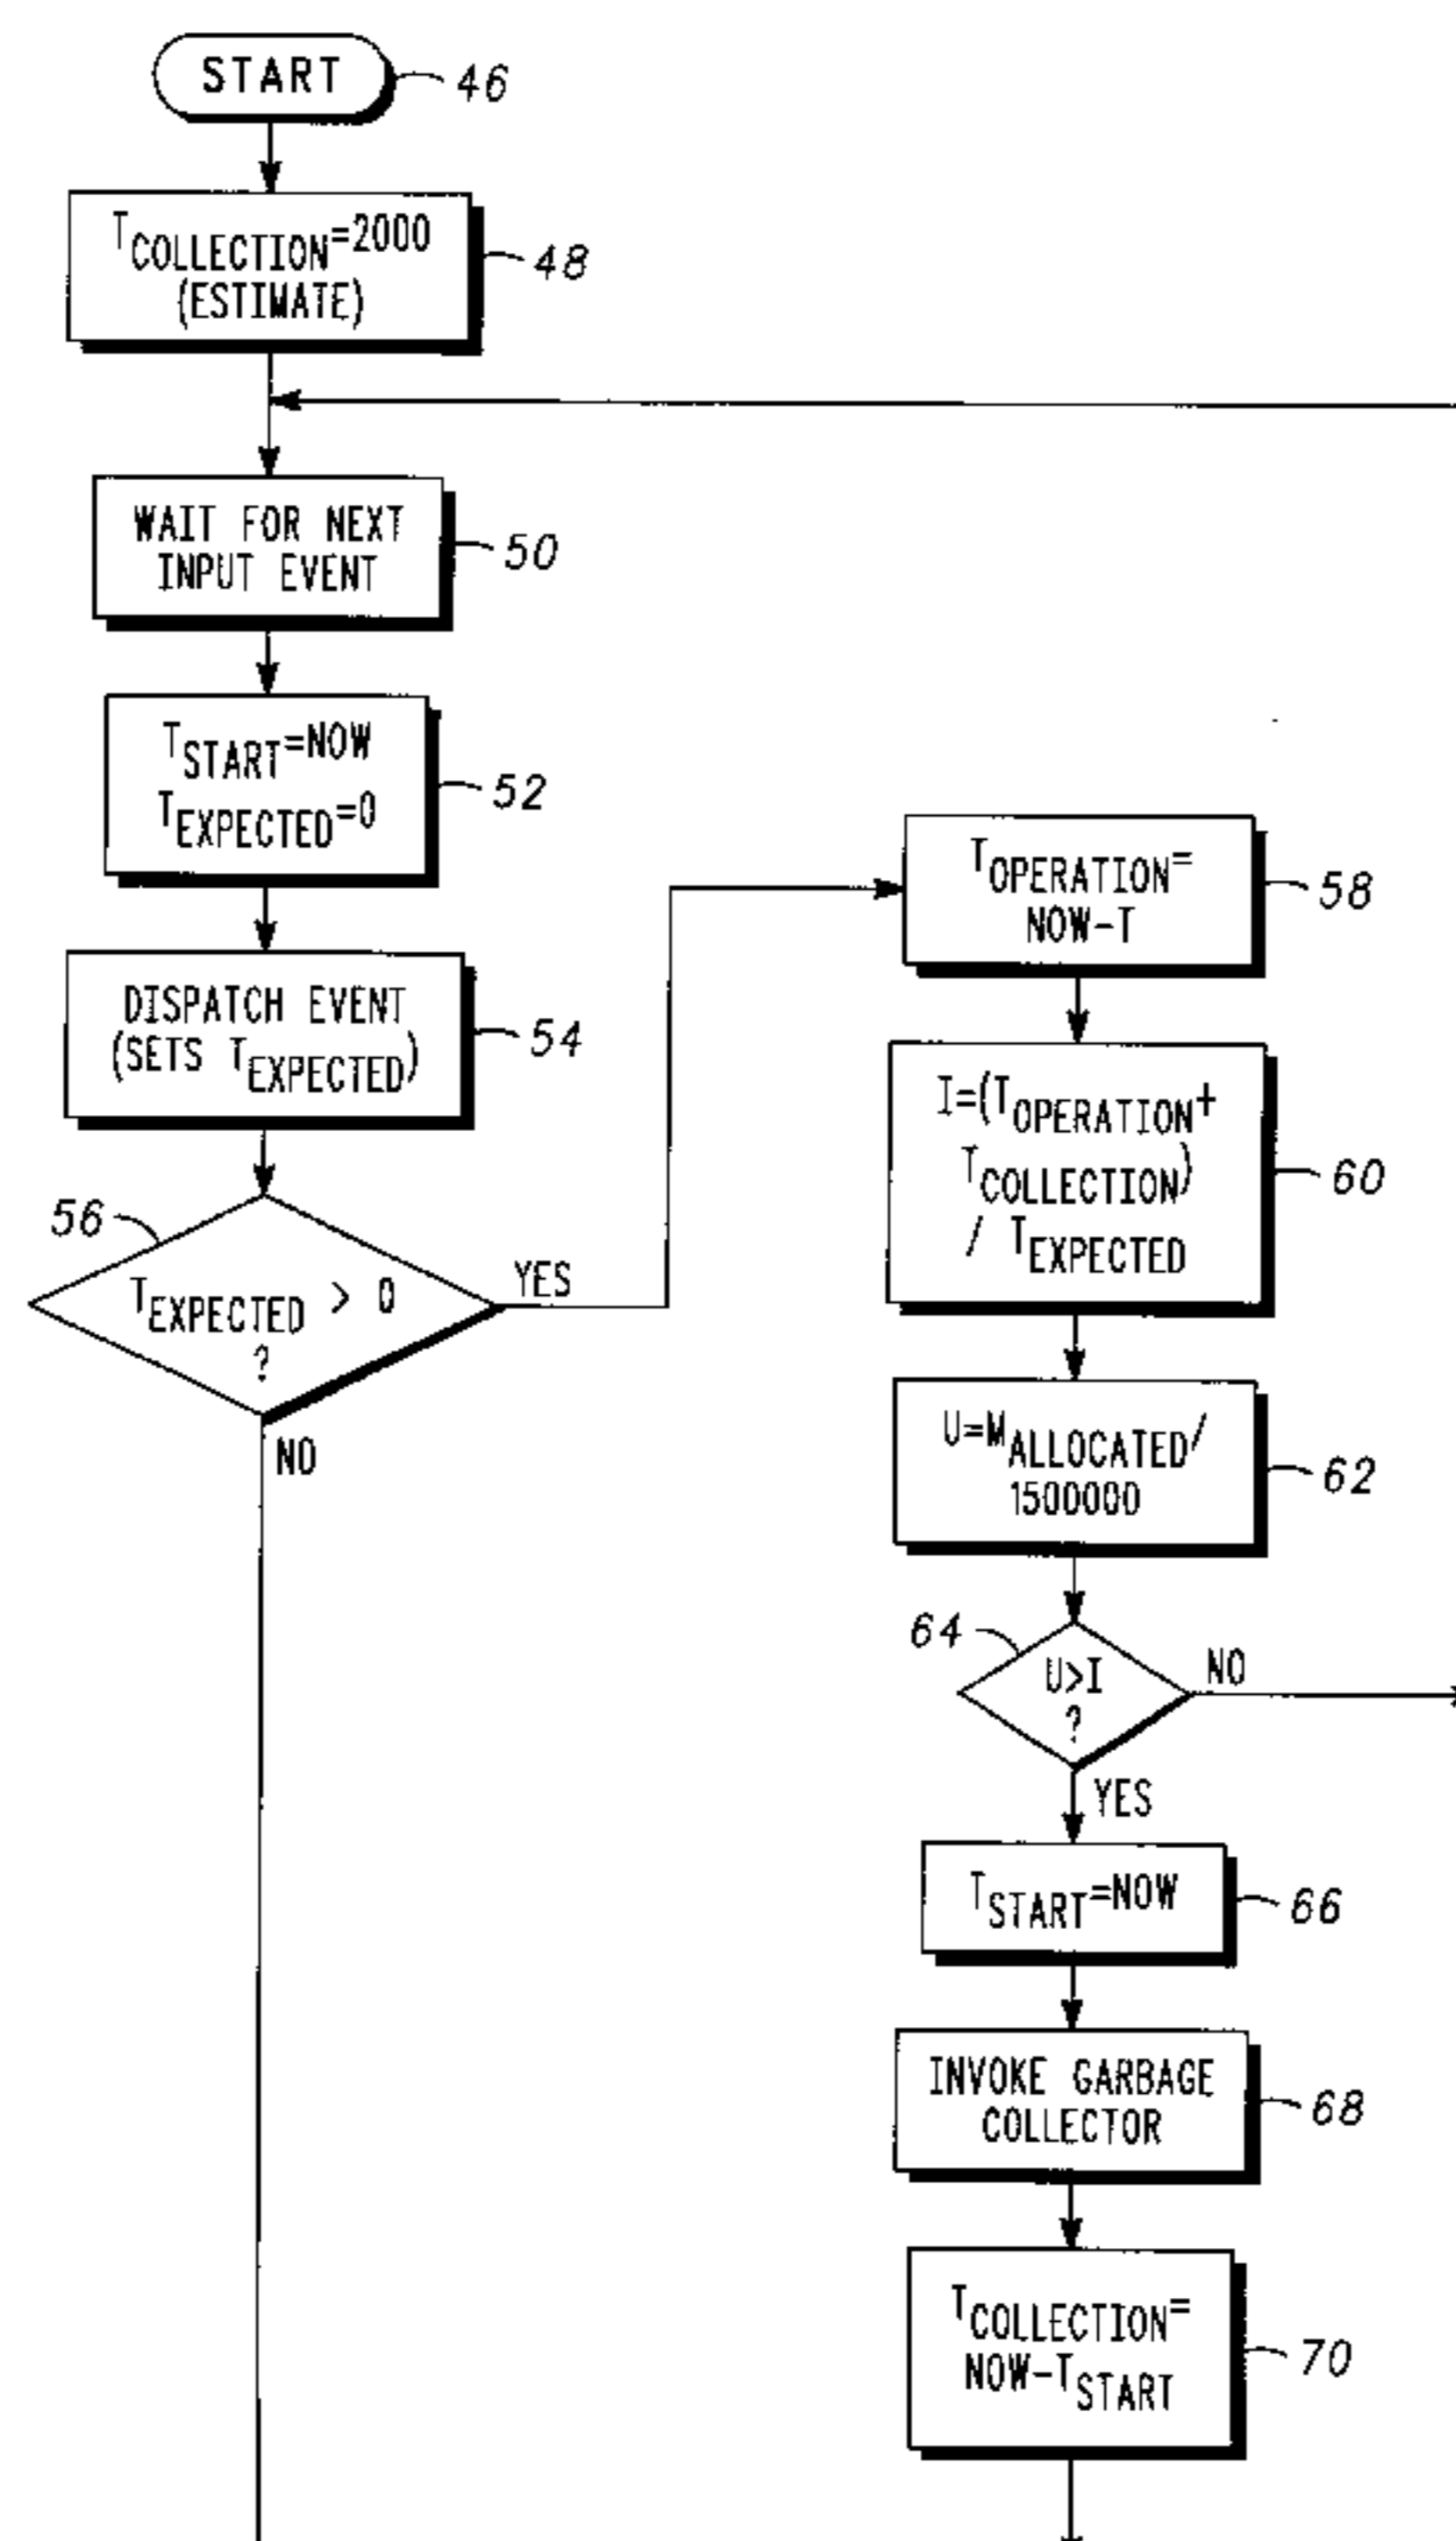 START
46
TCOLLECTION=2000
(ESTIMATE)
48
WAIT FOR NEXT
INPUT EVENT
50
TSTART=NOW
TEXPECTED=0
52
DISPATCH EVENT
(SETS TEXPECTED)
54
56
TEXPECTED > 0
?
YES
NO
TOPERATION=
NOW-T
58
I=(TOPERATION+
TCOLLECTION)
/ TEXPECTED
60
U=MALLOCATED/
1500000
62
64
U>I
?
NO
YES
TSTART=NOW
66
INVOKE GARBAGE
COLLECTOR
68
TCOLLECTION=
NOW-TSTART
70